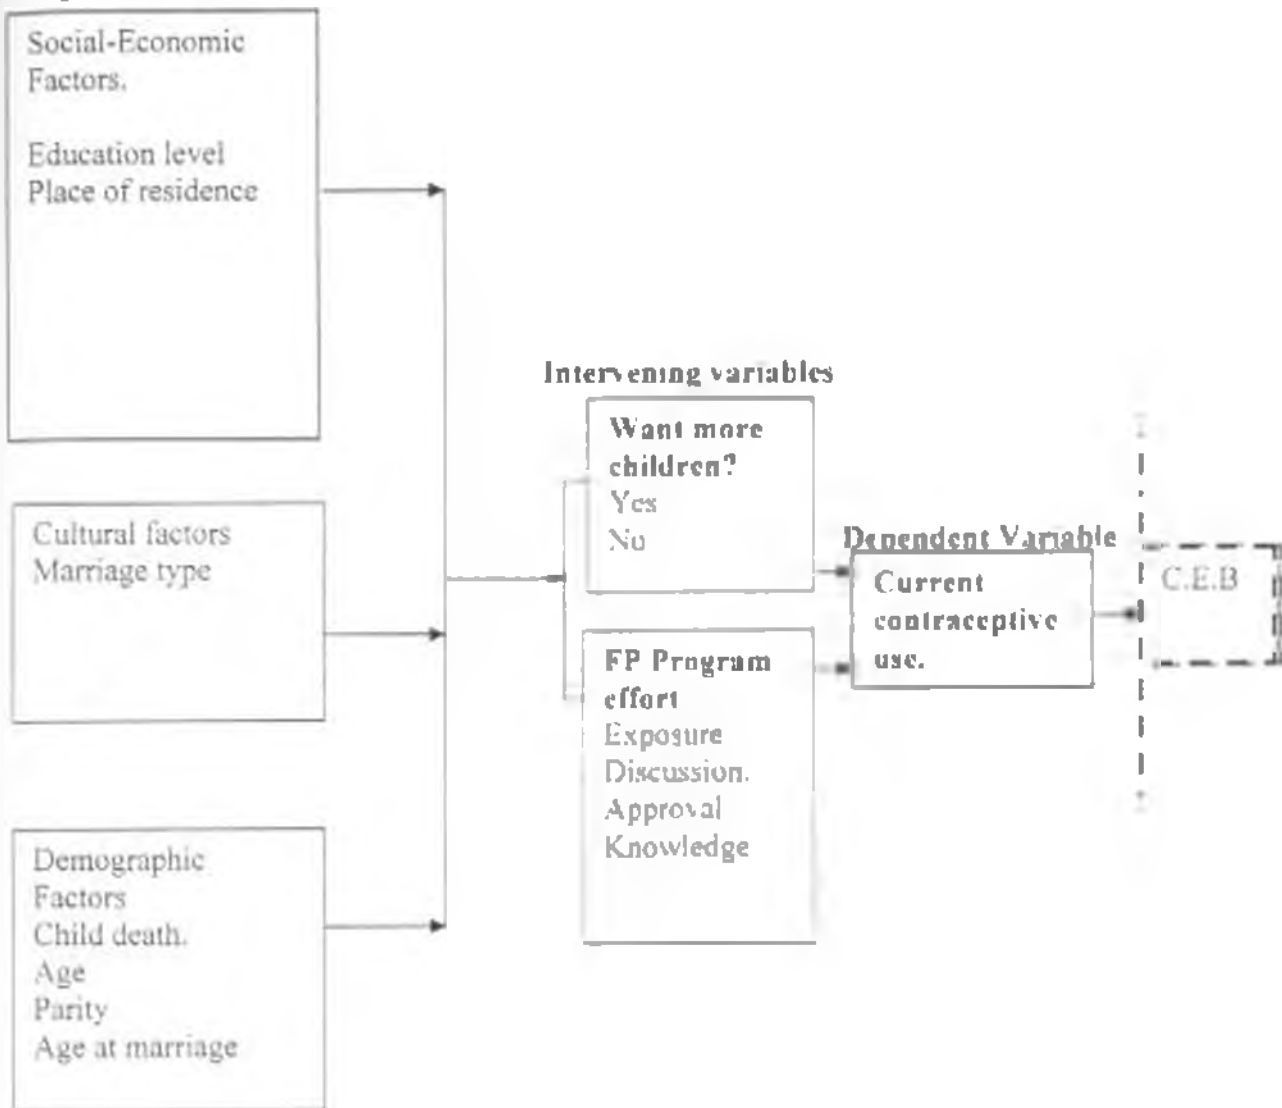 Social-Economic
Factors.
Education level
Place of residence
Cultural factors
Marriage type
Demographic
Factors
Child death.
Age
Parity
Age at marriage
Intervening variables
Want more
children?
Yes
No
FP Program
effort
Exposure
Discussion.
Approval
Knowledge
Dependent Variable
Current
contraceptive
use.
C.E.B